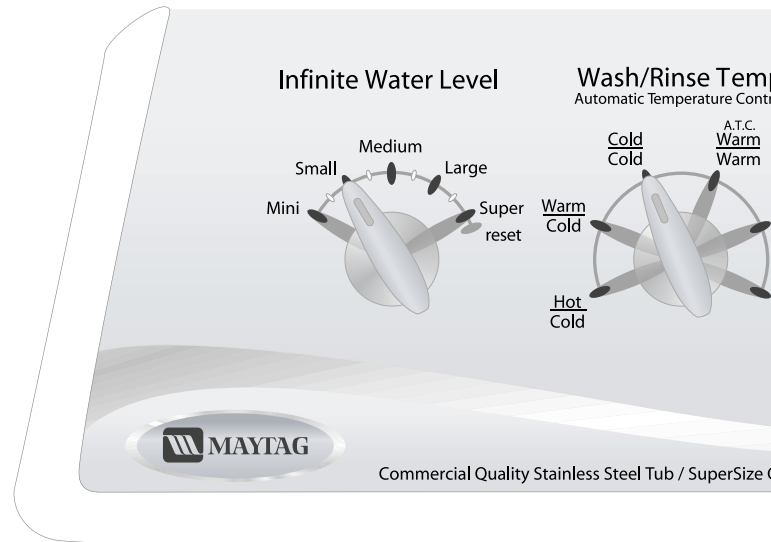 Infinite Water Level
Mini
Small
Medium
Large
Super
reset
Wash/Rinse Temp
Automatic Temperature Contr
Hot
Cold
Warm
Cold
Cold
Cold
A.T.C.
Warm
Warm
MAYTAG
Commercial Quality Stainless Steel Tub / SuperSize